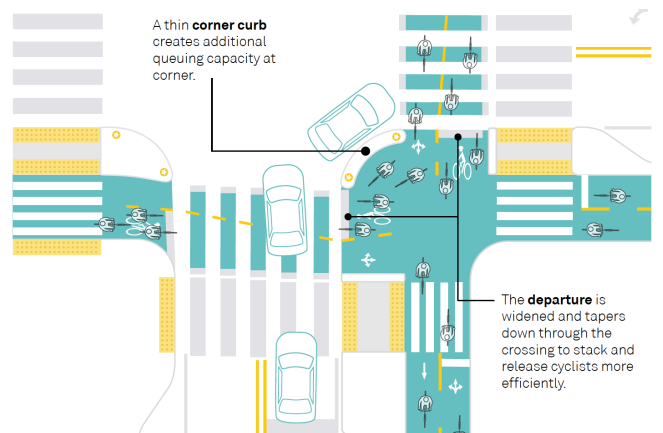 A thin corner curb
creates additional
queuing capacity at
corner.
The departure is
widened and tapers
down through the
crossing to stack and
release cyclists more
efficiently.